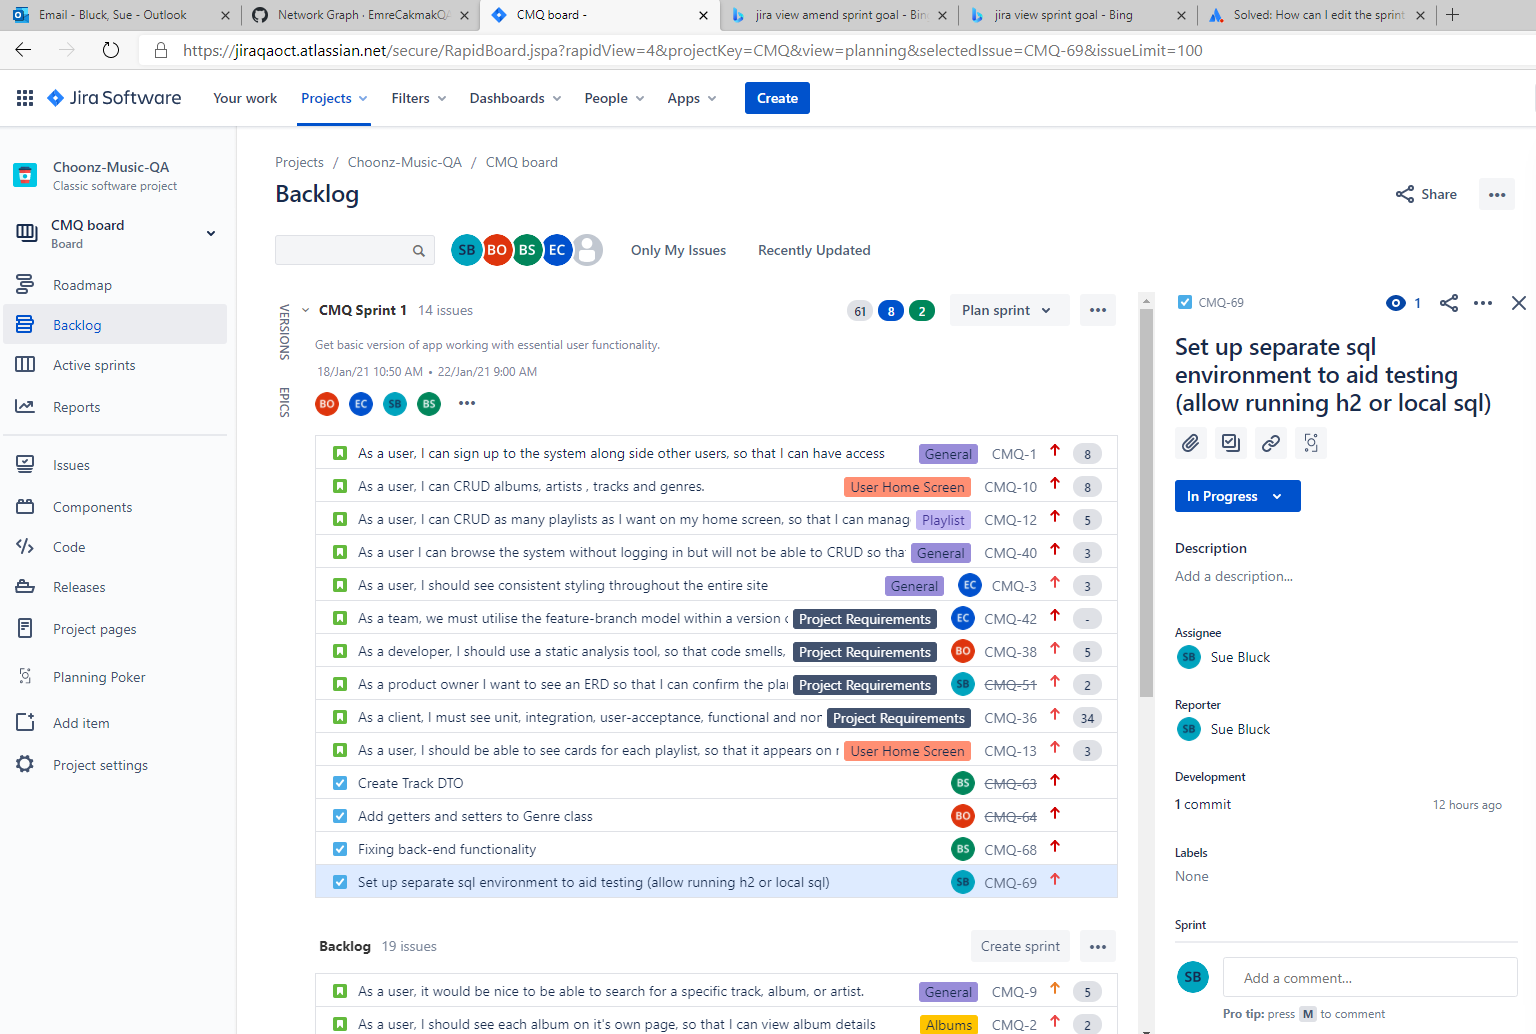 Email - Bluck, Sue - Outlook
Network Graph · EmreCakmakQA
CMQ board -
jira view amend sprint goal - Bing
jira view sprint goal - Bing
Solved: How can I edit the sprint
https://jiraqaoct.atlassian.net/secure/RapidBoard.jspa?rapidView=4&projectKey=CMQ&view=planning&selectedIssue=CMQ-69&issueLimit=100
Jira Software
Your work
Projects
Filters
Dashboards
People
Apps
Create
Choonz-Music-QA
Classic software project
CMQ board
Board
Roadmap
Backlog
Active sprints
Reports
Issues
Components
Code
Releases
Project pages
Planning Poker
Add item
Project settings
Projects / Choonz-Music-QA / CMQ board
Backlog
Share
SB BO BS EC
Only My Issues
Recently Updated
VERSIONS
EPICS
CMQ Sprint 1 14 issues
61 8 2
Plan sprint
Get basic version of app working with essential user functionality.
18/Jan/21 10:50 AM • 22/Jan/21 9:00 AM
BO EC SB BS
As a user, I can sign up to the system along side other users, so that I can have access General CMQ-1 8
As a user, I can CRUD albums, artists , tracks and genres. User Home Screen CMQ-10 8
As a user, I can CRUD as many playlists as I want on my home screen, so that I can manag Playlist CMQ-12 5
As a user I can browse the system without logging in but will not be able to CRUD so tha General CMQ-40 3
As a user, I should see consistent styling throughout the entire site General EC CMQ-3 3
As a team, we must utilise the feature-branch model within a version c Project Requirements EC CMQ-42 -
As a developer, I should use a static analysis tool, so that code smells, Project Requirements BO CMQ-38 5
As a product owner I want to see an ERD so that I can confirm the plan Project Requirements SB CMQ-51 2
As a client, I must see unit, integration, user-acceptance, functional and nor Project Requirements CMQ-36 34
As a user, I should be able to see cards for each playlist, so that it appears on User Home Screen CMQ-13 3
Create Track DTO BS CMQ-63
Add getters and setters to Genre class BO CMQ-64
Fixing back-end functionality BS CMQ-68
Set up separate sql environment to aid testing (allow running h2 or local sql) SB CMQ-69
Backlog 19 issues
Create sprint
As a user, it would be nice to be able to search for a specific track, album, or artist. General CMQ-9 5
As a user, I should see each album on it's own page, so that I can view album details Albums CMQ-2 2
CMQ-69
1
Set up separate sql
environment to aid testing
(allow running h2 or local sql)
In Progress
Description
Add a description...
Assignee
SB Sue Bluck
Reporter
SB Sue Bluck
Development
1 commit 12 hours ago
Labels
None
Sprint
SB Add a comment...
Pro tip: press M to comment